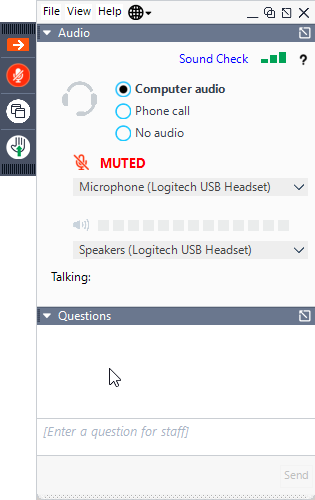 File View Help
Audio
Sound Check ?
Computer audio
Phone call
No audio
MUTED
Microphone (Logitech USB Headset)
Speakers (Logitech USB Headset)
Talking:
Questions
[Enter a question for staff]
Send